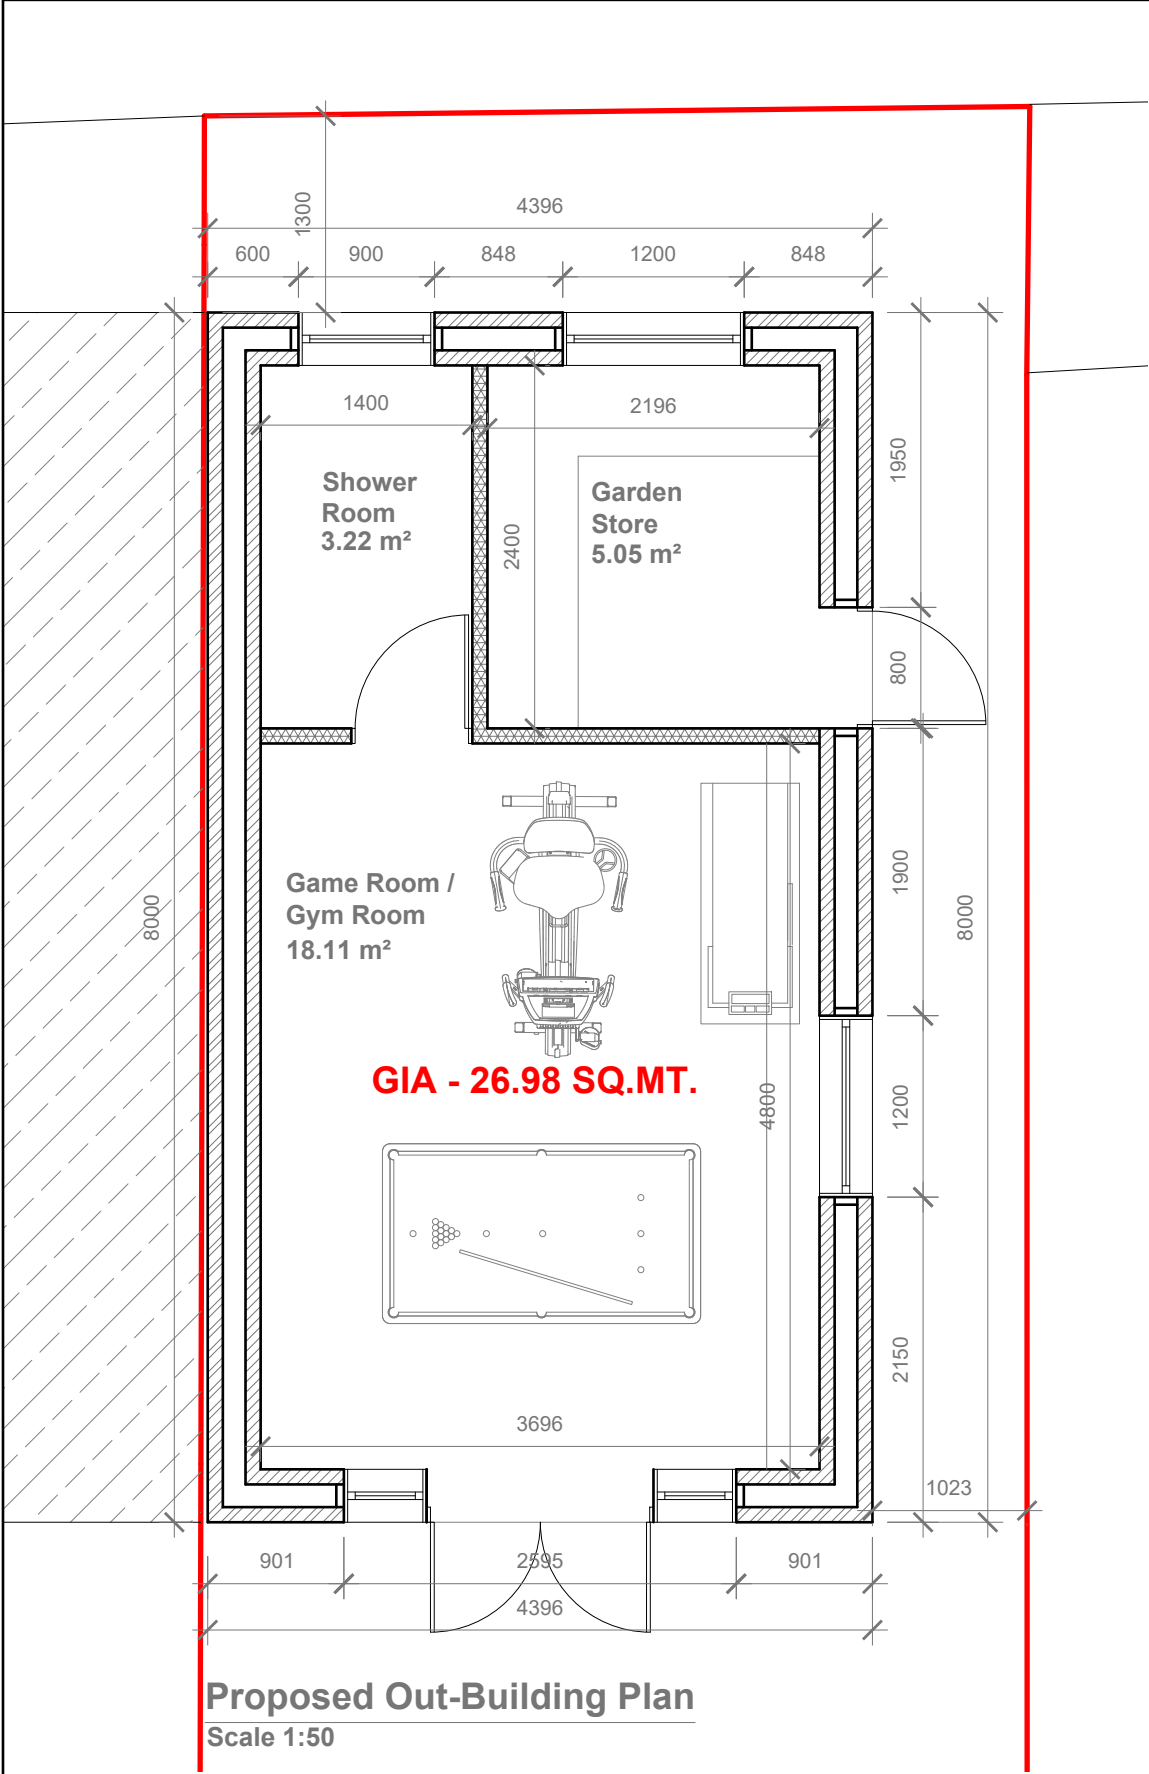 1300
4396
600
900
848
1200
848
1400
2196
1950
Shower
Room
3.22 m²
Garden
Store
5.05 m²
2400
800
Game Room /
Gym Room
18.11 m²
8000
1900
8000
GIA - 26.98 SQ.MT.
4800
1200
2150
3696
1023
901
2595
901
4396
Proposed Out-Building Plan
Scale 1:50